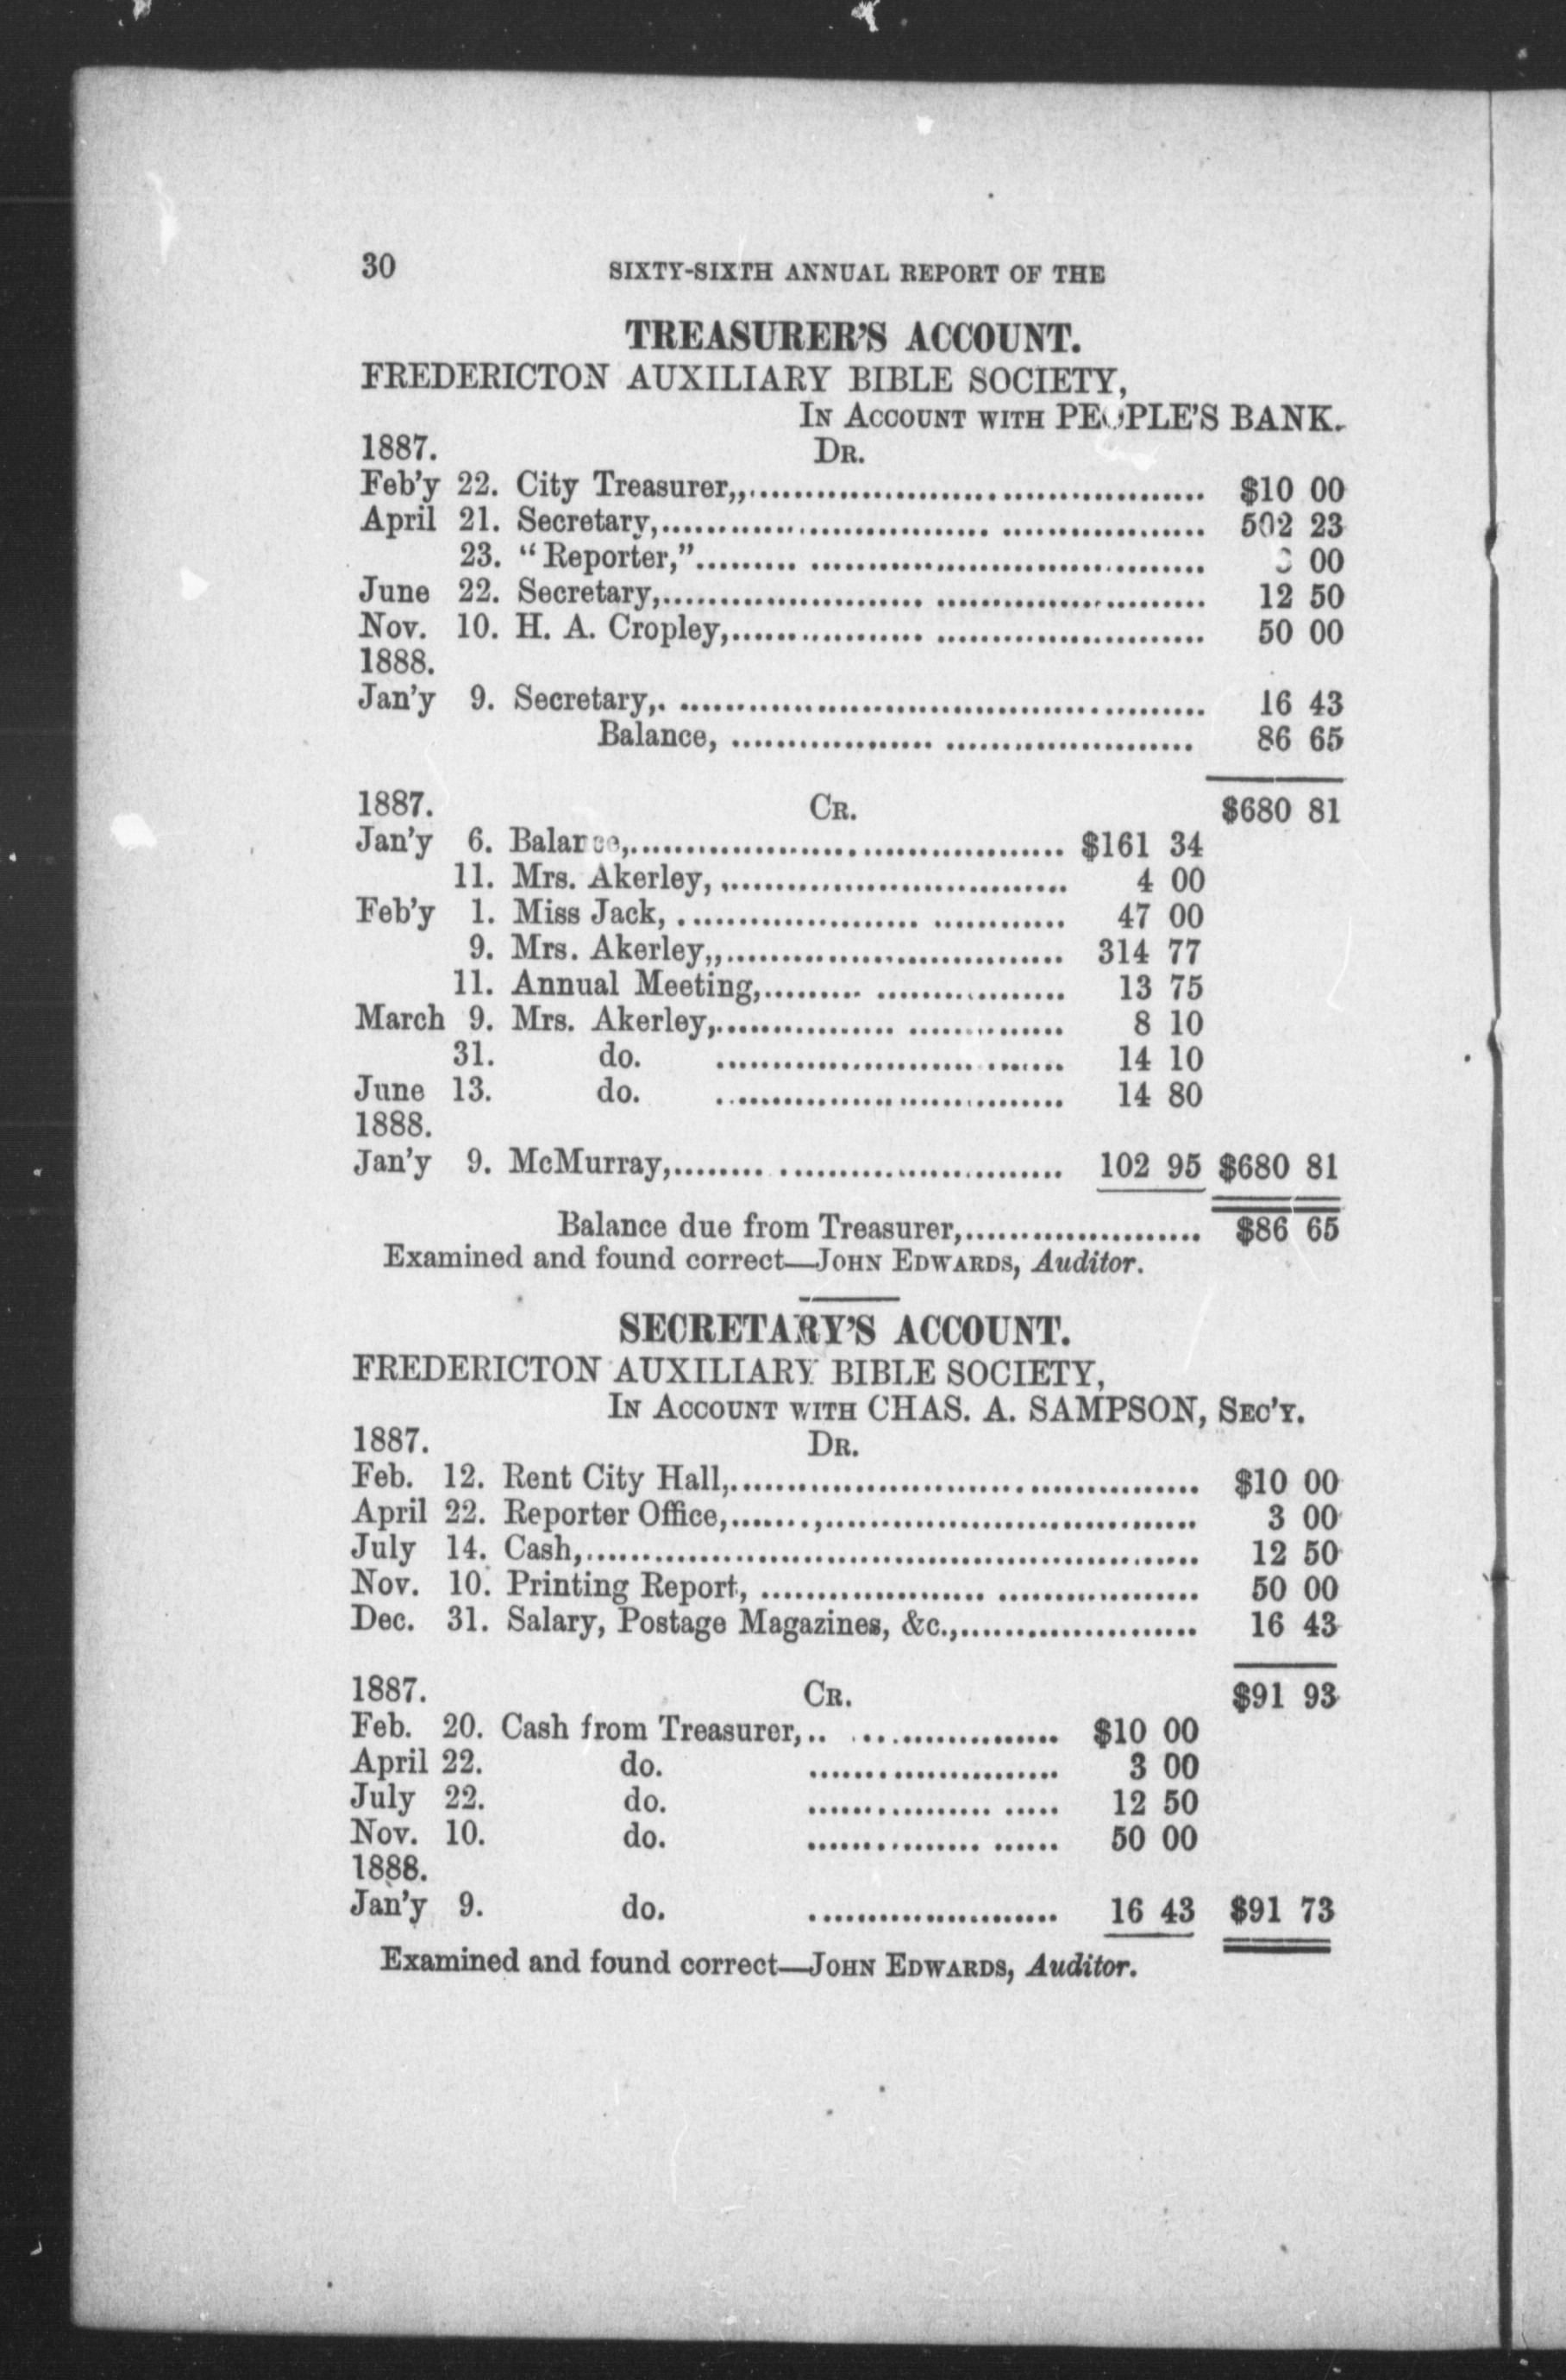 30 SIXTY-SIXTH ANNUAL REPORT OF THE
TREASURER'S ACCOUNT.
FREDERICTON AUXILIARY BIBLE SOCIETY,
IN ACCOUNT WITH PEOPLE'S BANK.
1887. DR.
Feb'y 22. City Treasurer,,.......... $10 00
April 21. Secretary,.......... 502 23
23. "Reporter,".......... 00
June 22. Secretary,.......... 12 50
Nov. 10. H. A. Cropley,.......... 50 00
1888.
Jan'y 9. Secretary,. .......... 16 43
Balance, .......... 86 65
1887. CR. $680 81
Jan'y 6. Balance,.......... $161 34
11. Mrs. Akerley, ,.......... 4 00
Feb'y 1. Miss Jack, .......... 47 00
9. Mrs. Akerley,,.......... 314 77
11. Annual Meeting,.......... 13 75
March 9. Mrs. Akerley,.......... 8 10
31. do. .......... 14 10
June 13. do. .......... 14 80
1888.
Jan'y 9. McMurray,.......... 102 95 $680 81
Balance due from Treasurer,.......... $86 65
Examined and found correct—JOHN EDWARDS, Auditor.
SECRETARY'S ACCOUNT.
FREDERICTON AUXILIARY BIBLE SOCIETY,
IN ACCOUNT WITH CHAS. A. SAMPSON, SEC'Y.
1887. DR.
Feb. 12. Rent City Hall,.......... $10 00
April 22. Reporter Office,.......,.......... 3 00
July 14. Cash,.......... 12 50
Nov. 10. Printing Report, .......... 50 00
Dec. 31. Salary, Postage Magazines, &c.,.......... 16 43
1887. CR. $91 93
Feb. 20. Cash from Treasurer,.......... $10 00
April 22. do. .......... 3 00
July 22. do. .......... 12 50
Nov. 10. do. .......... 50 00
1888.
Jan'y 9. do. .......... 16 43 $91 73
Examined and found correct—JOHN EDWARDS, Auditor.